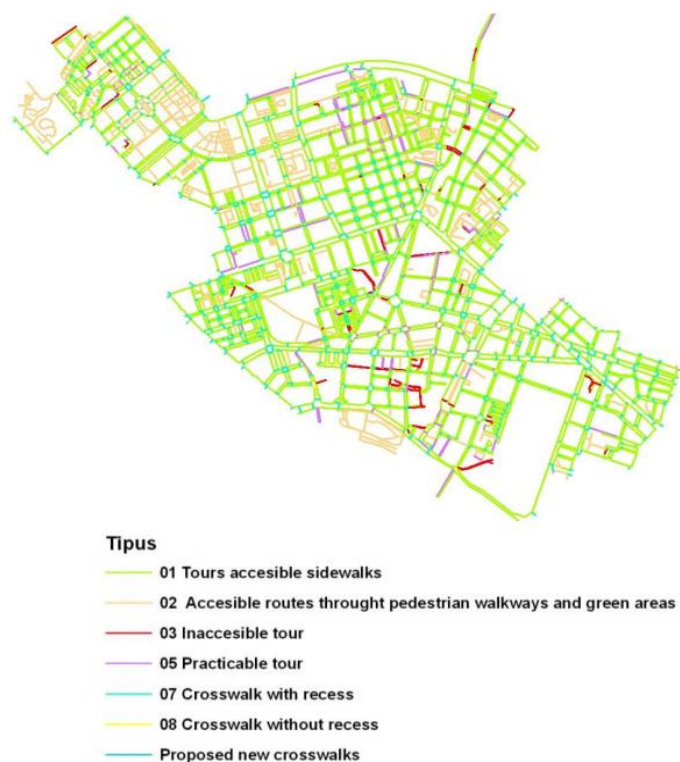 Tipus
01 Tours accesible sidewalks
02 Accesible routes throught pedestrian walkways and green areas
03 Inaccesible tour
05 Practicable tour
07 Crosswalk with recess
08 Crosswalk without recess
Proposed new crosswalks